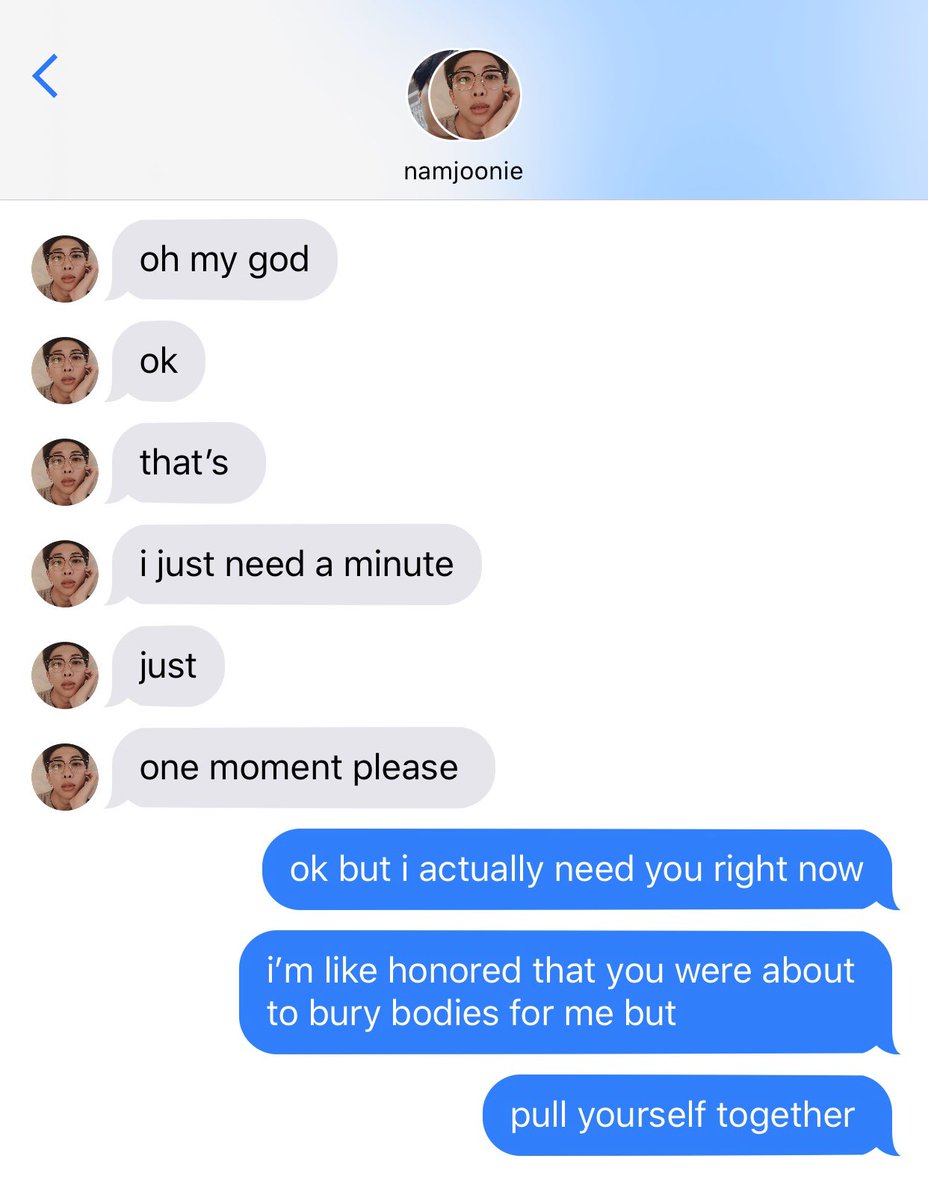 namjoonie
oh my god
ok
that’s
i just need a minute
just
one moment please
ok but i actually need you right now
i’m like honored that you were about
to bury bodies for me but
pull yourself together